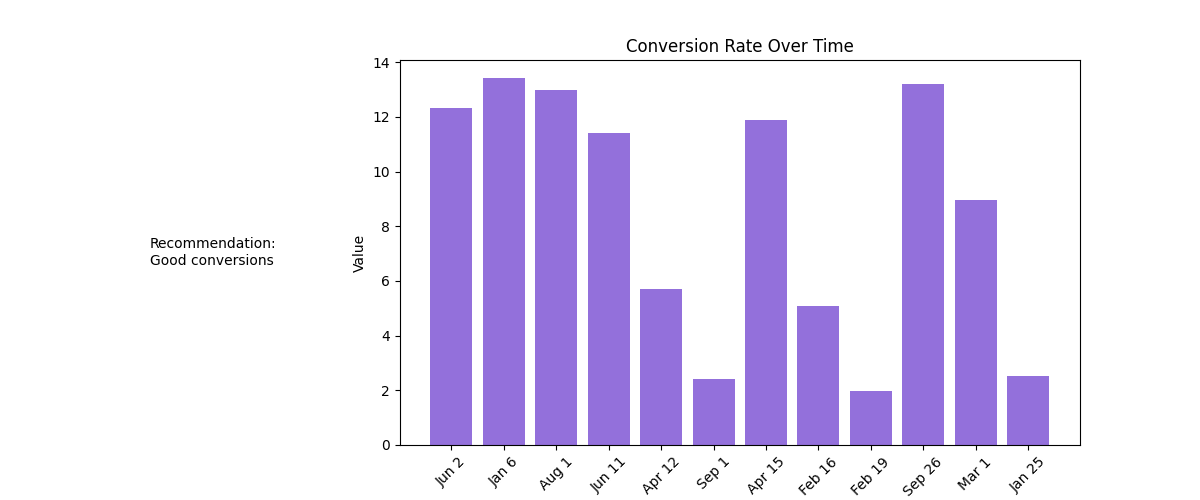 Conversion Rate Over Time
Recommendation:
Good conversions
Value
14
12
10
8
6
4
2
0
Jun 2
Jan 6
Aug 1
Jun 11
Apr 12
Sep 1
Apr 15
Feb 16
Feb 19
Sep 26
Mar 1
Jan 25